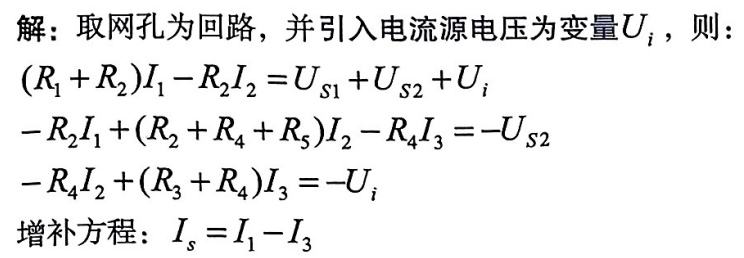 解：取网孔为回路，并引入电流源电压为变量U_i，则：
(R_1+R_2)I_1−R_2I_2=U_{S1}+U_{S2}+U_i
−R_2I_1+(R_2+R_4+R_5)I_2−R_4I_3=−U_{S2}
−R_4I_2+(R_3+R_4)I_3=−U_i
增补方程：I_s=I_1−I_3